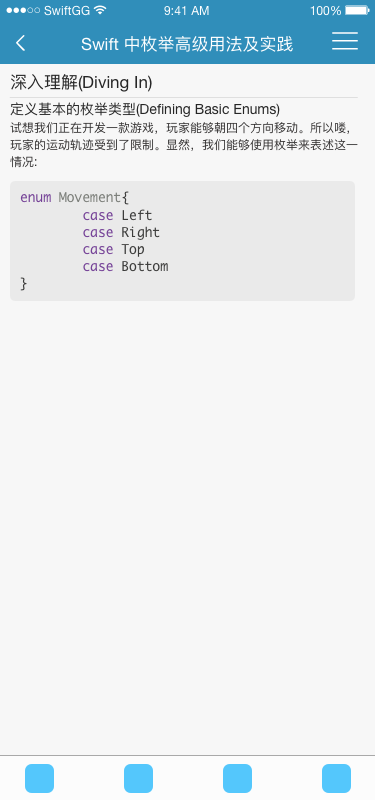 SwiftGG 9:41 AM 100%
Swift 中枚举高级用法及实践
深入理解(Diving In)
定义基本的枚举类型(Defining Basic Enums)
试想我们正在开发一款游戏，玩家能够朝四个方向移动。所以喽，
玩家的运动轨迹受到了限制。显然，我们能够使用枚举来表述这一
情况:
enum Movement{
case Left
case Right
case Top
case Bottom
}